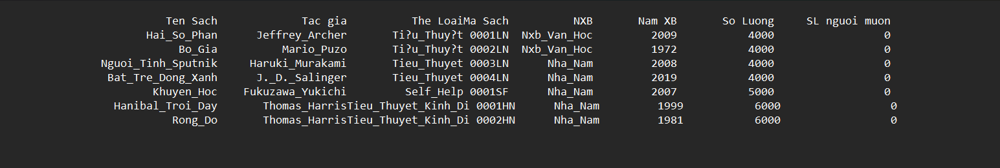 Ten Sach Tac gia The LoaiMa Sach NXB Nam XB So Luong SL nguoi muon
Hai_So_Phan Jeffrey_Archer Ti?u_Thuy?t 0001LN Nxb_Van_Hoc 2009 4000 0
Bo_Gia Mario_Puzo Ti?u_Thuy?t 0002LN Nxb_Van_Hoc 1972 4000 0
Nguoi_Tinh_Sputnik Haruki_Murakami Tieu_Thuyet 0003LN Nha_Nam 2008 4000 0
Bat_Tre_Dong_Xanh J._D._Salinger Tieu_Thuyet 0004LN Nha_Nam 2019 4000 0
Khuyen_Hoc Fukuzawa_Yukichi Self_Help 0001SF Nha_Nam 2007 5000 0
Hanibal_Troi_Day Thomas_HarrisTieu_Thuyet_Kinh_Di 0001HN Nha_Nam 1999 6000 0
Rong_Do Thomas_HarrisTieu_Thuyet_Kinh_Di 0002HN Nha_Nam 1981 6000 0